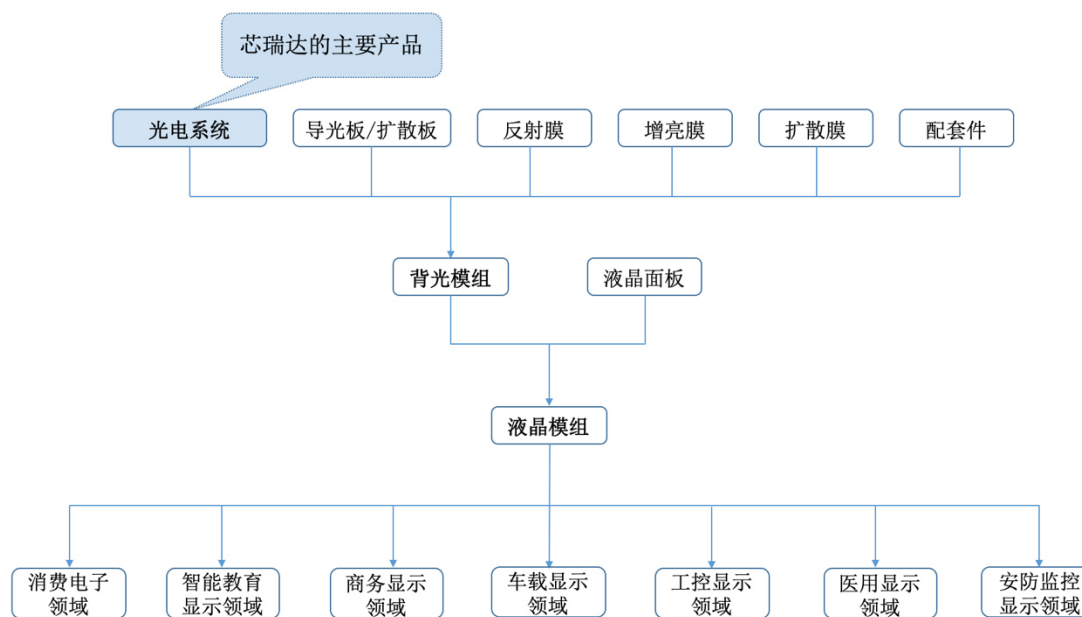 芯瑞达的主要产品
光电系统
导光板/扩散板
反射膜
增亮膜
扩散膜
配套件
背光模组
液晶面板
液晶模组
消费电子
领域
智能教育
显示领域
商务显示
领域
车载显示
领域
工控显示
领域
医用显示
领域
安防监控
显示领域